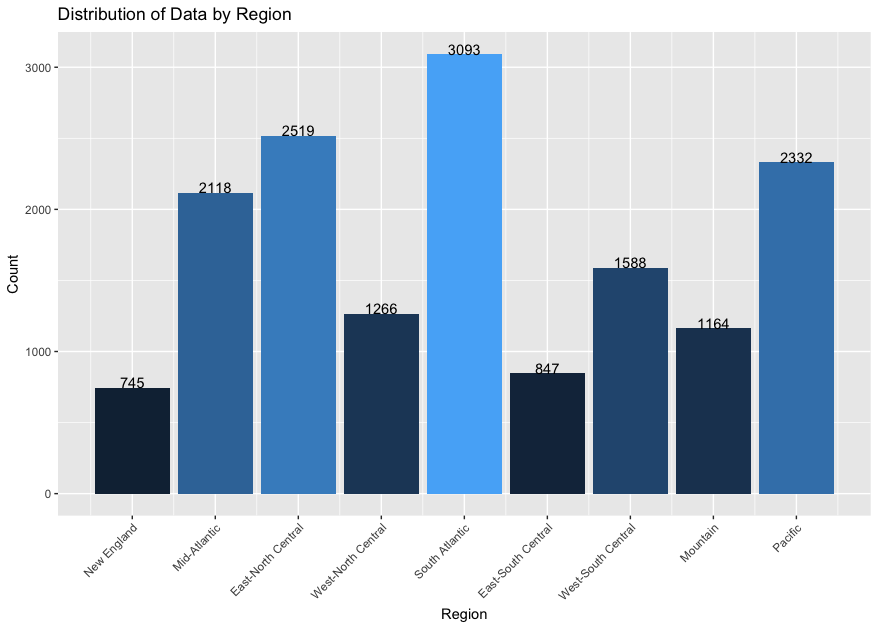 Distribution of Data by Region
3093
3000
2519
2332
2118
2000
1588
1266
1164
1000
847
745
0
Count
New England
Mid-Atlantic
East-North Central
West-North Central
South Atlantic
East-South Central
West-South Central
Mountain
Pacific
Region